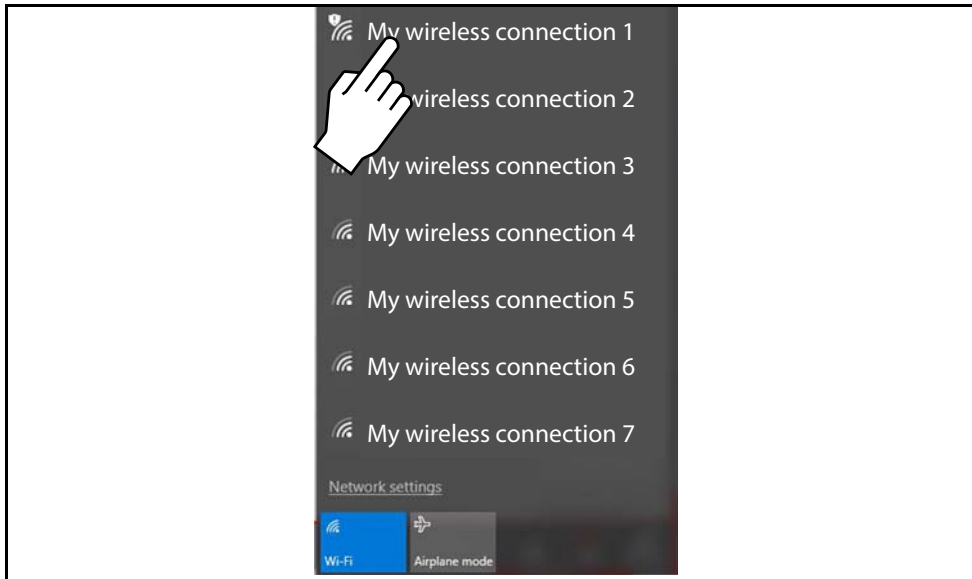 My wireless connection 1
wireless connection 2
My wireless connection 3
My wireless connection 4
My wireless connection 5
My wireless connection 6
My wireless connection 7
Network settings
Wi-Fi
Airplane mode